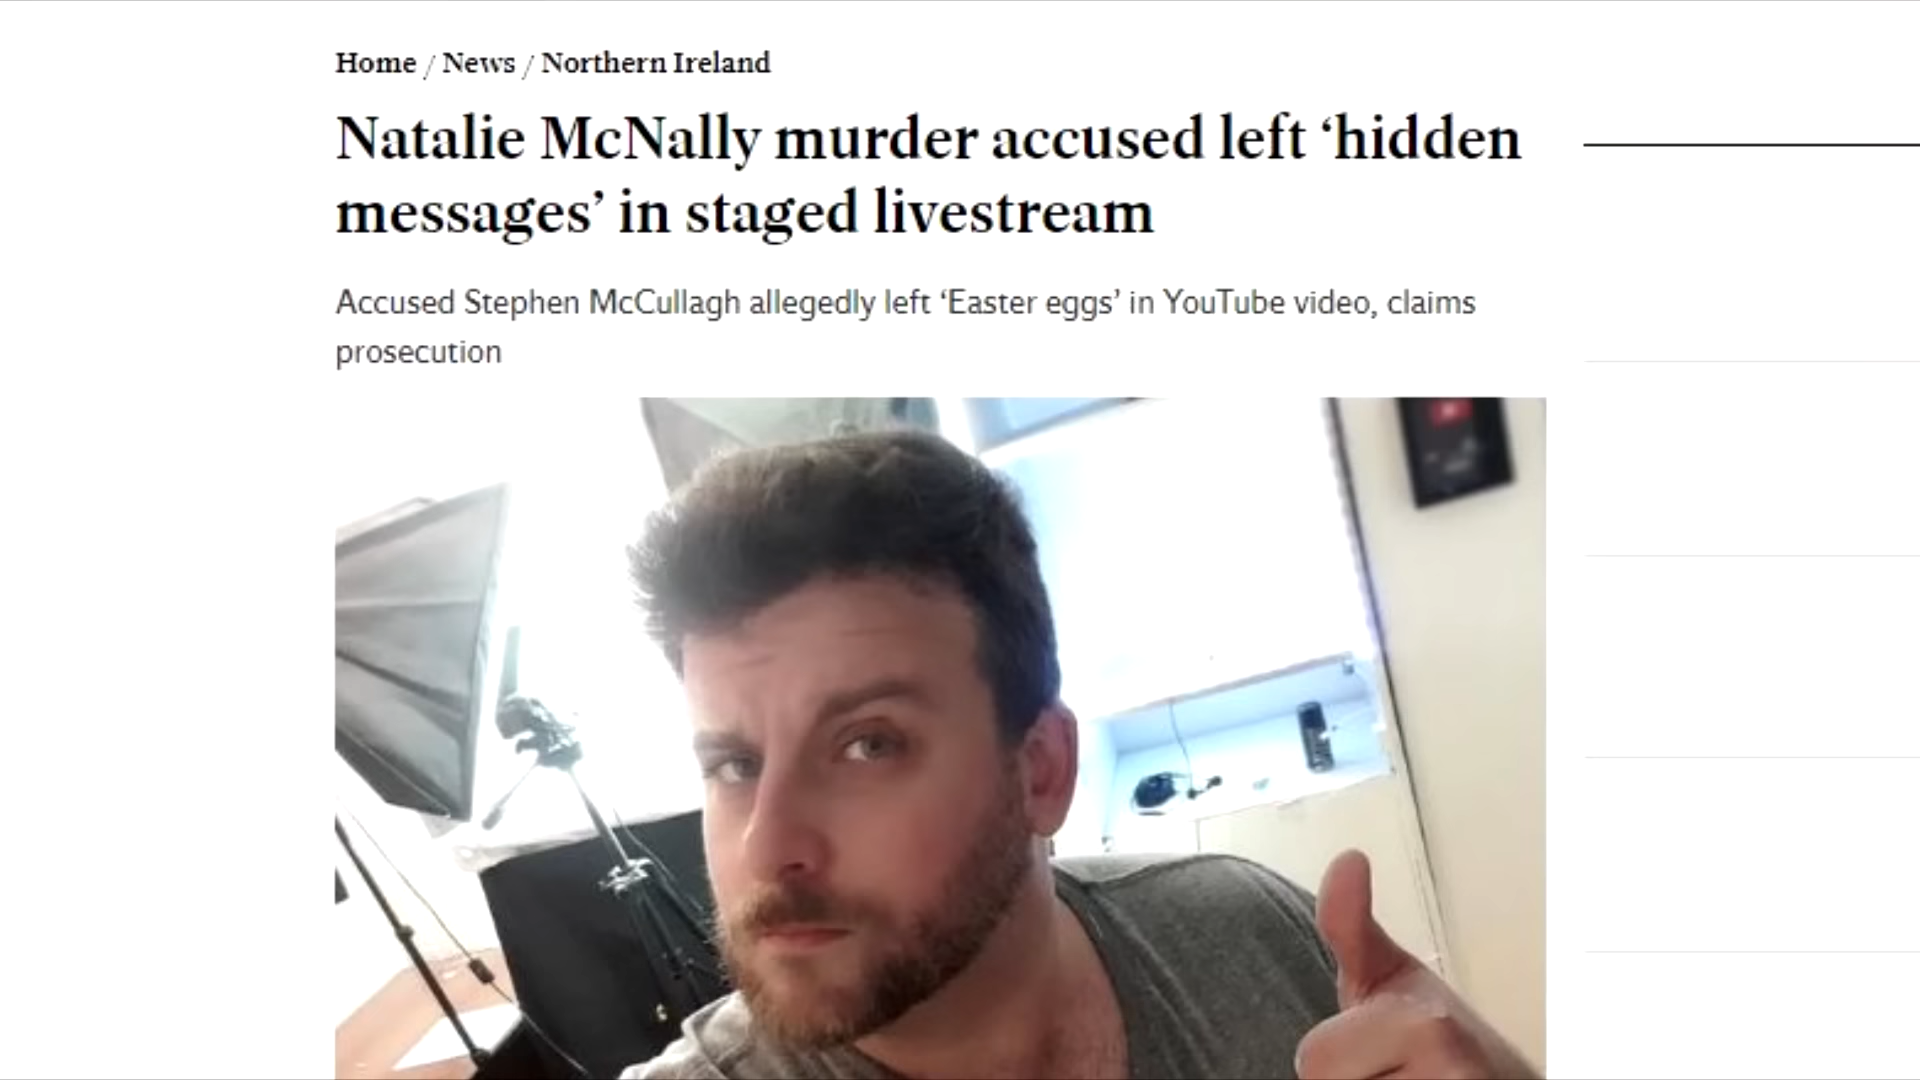 Home / News / Northern Ireland
Natalie McNally murder accused left ‘hidden
messages’ in staged livestream
Accused Stephen McCullagh allegedly left ‘Easter eggs’ in YouTube video, claims
prosecution